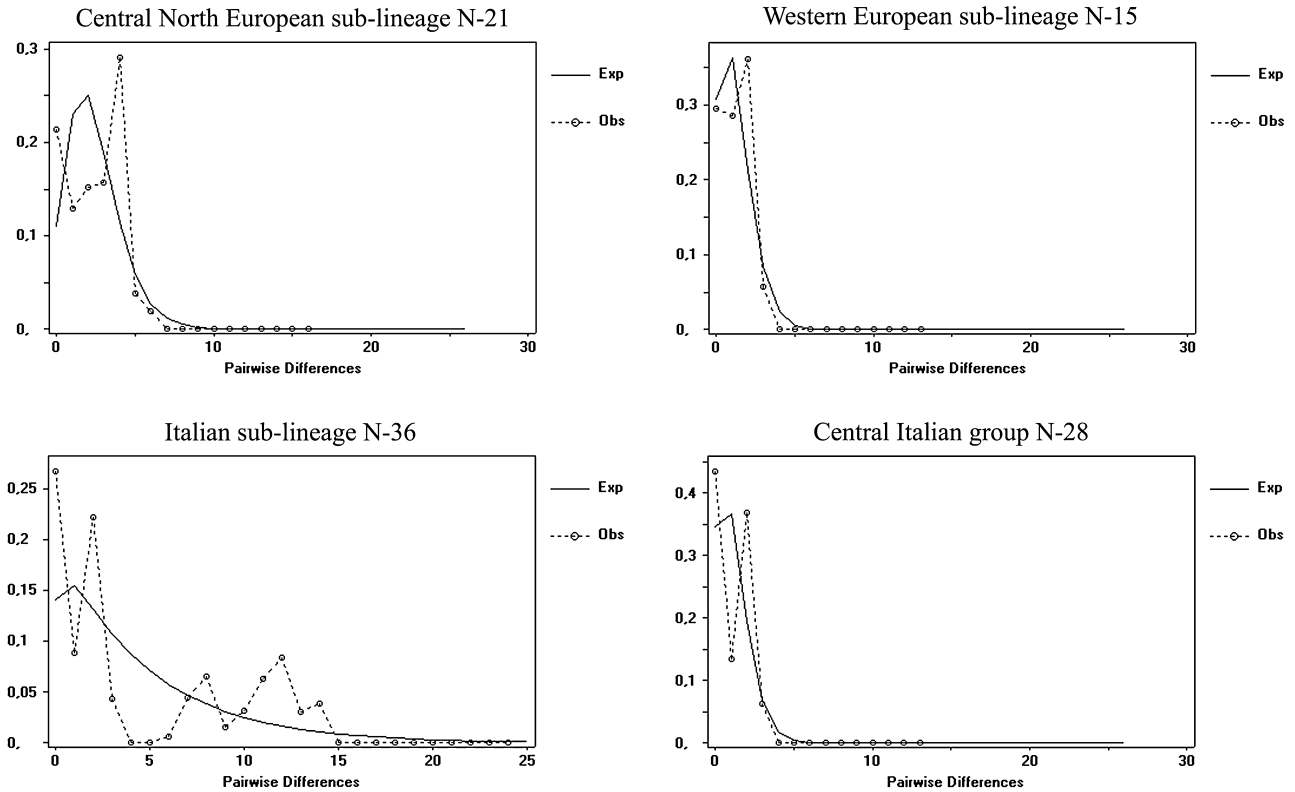 Central North European sub-lineage N-21
0,3
0,2
0,1
0,
0 10 20 30
Pairwise Differences
Exp
Obs
Western European sub-lineage N-15
0,3
0,2
0,1
0,
0 10 20 30
Pairwise Differences
Exp
Obs
Italian sub-lineage N-36
0,25
0,2
0,15
0,1
0,05
0,
0 5 10 15 20 25
Pairwise Differences
Exp
Obs
Central Italian group N-28
0,4
0,3
0,2
0,1
0,
0 10 20 30
Pairwise Differences
Exp
Obs